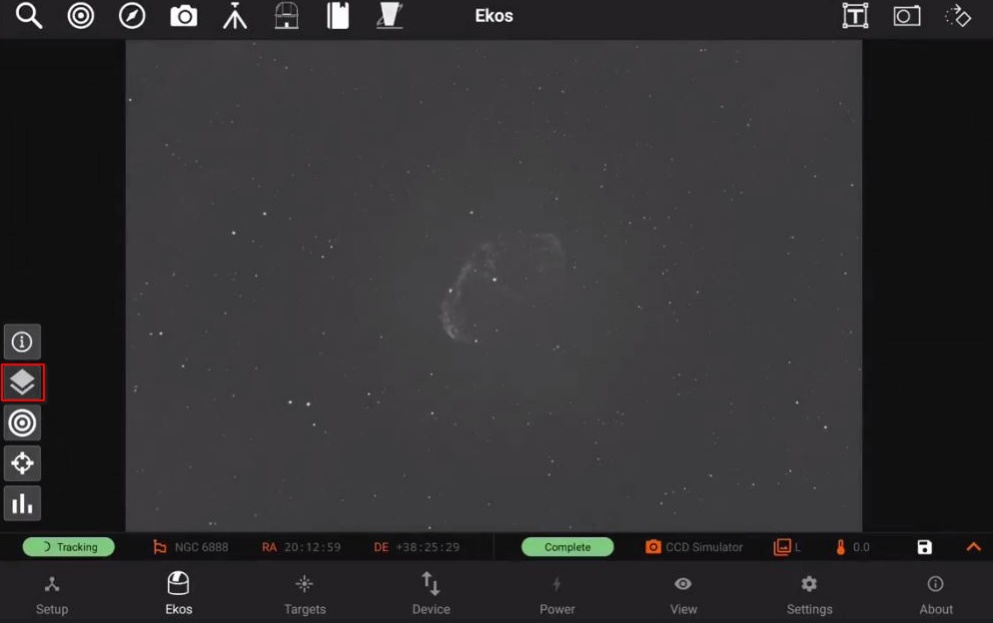 Ekos
Tracking NGC 6888 RA 20:12:59 DE +38:25:29 Complete CCD Simulator L 0.0
Setup Ekos Targets Device Power View Settings About